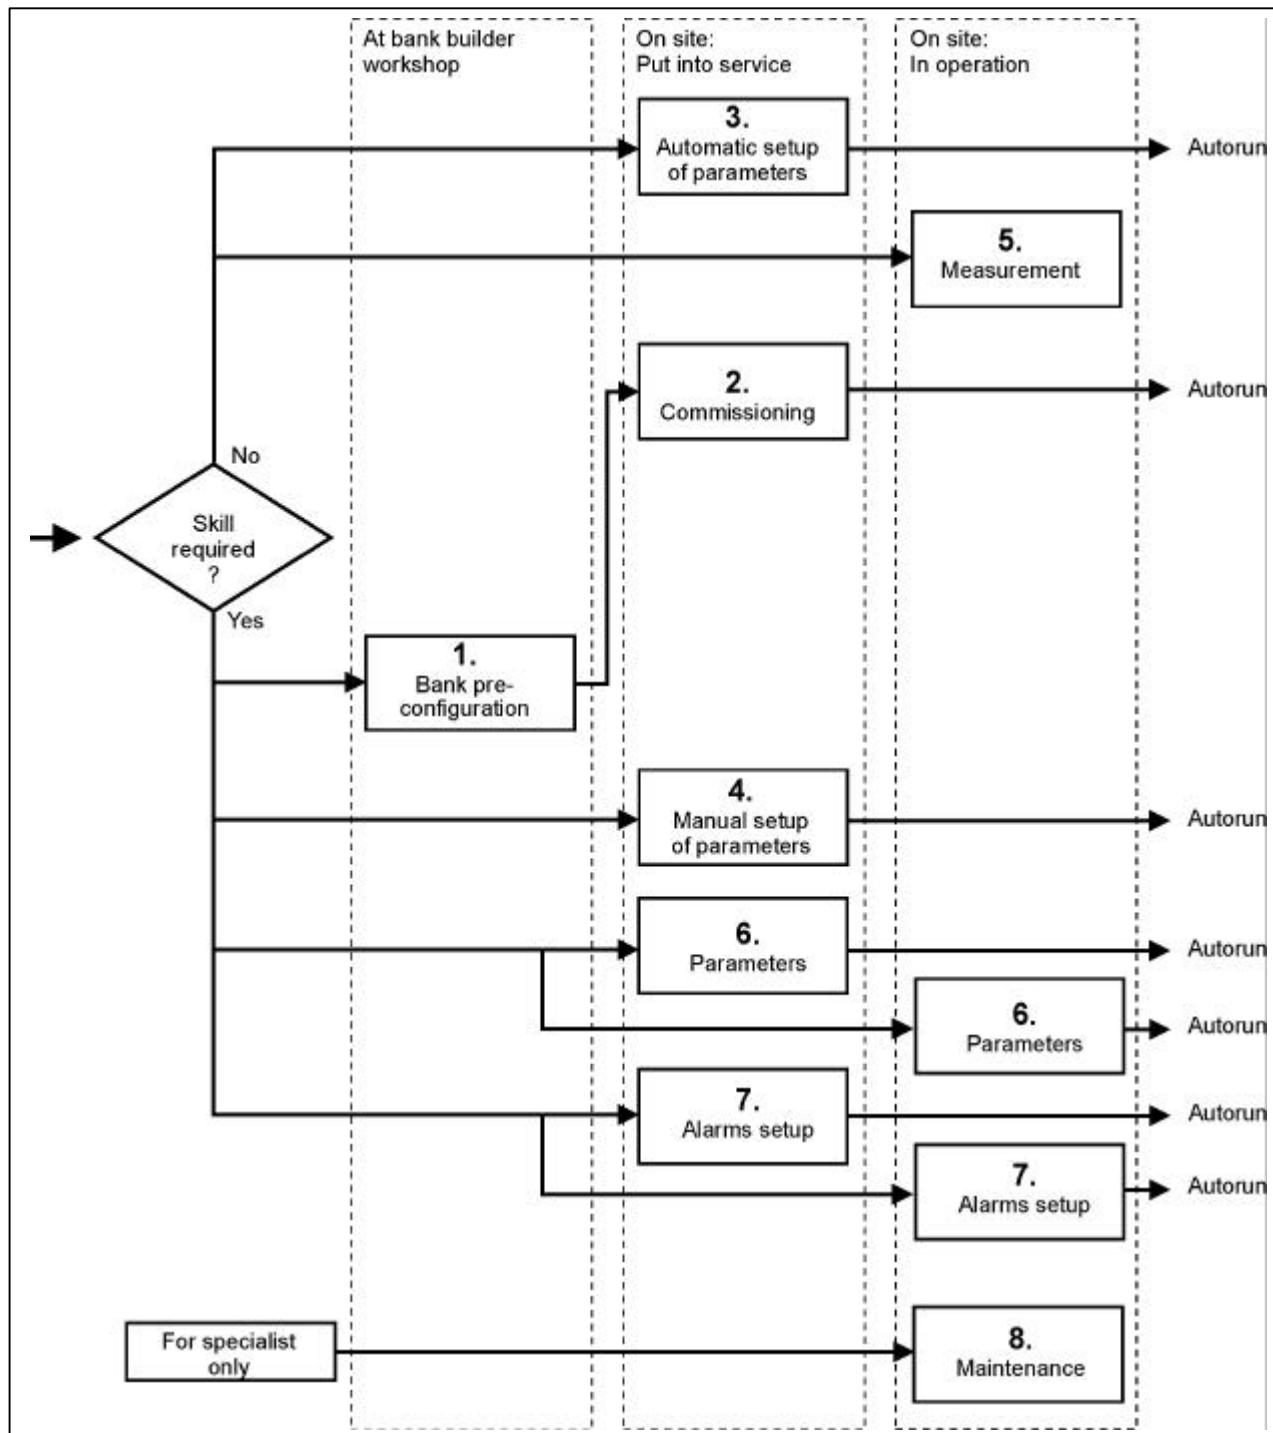 At bank builder
workshop
On site:
Put into service
On site:
In operation
3.
Automatic setup
of parameters
Autorun
5.
Measurement
2.
Commissioning
Autorun
No
Skill
required
?
Yes
1.
Bank pre-
configuration
4.
Manual setup
of parameters
Autorun
6.
Parameters
Autorun
6.
Parameters
Autorun
7.
Alarms setup
Autorun
7.
Alarms setup
Autorun
For specialist
only
8.
Maintenance